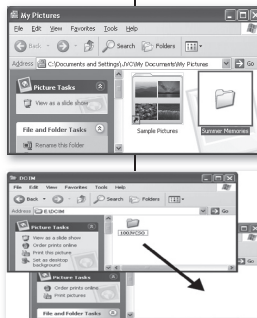 My Pictures
File Edit View Favorites Tools Help
Back Search Folders
Address C:\Documents and Settings\JVC\My Documents\My Pictures Go
Picture Tasks
View as a slide show
File and Folder Tasks
Rename this folder
Sample Pictures
Summer Memories
DCIM
File Edit View Favorites Tools Help
Back Search Folders
Address E:\DCIM Go
Picture Tasks
View as a slide show
Order prints online
Print this picture
Set as desktop
background
100JVCSO
Go
Picture Tasks
Order prints online
Print pictures
File and Folder Tasks